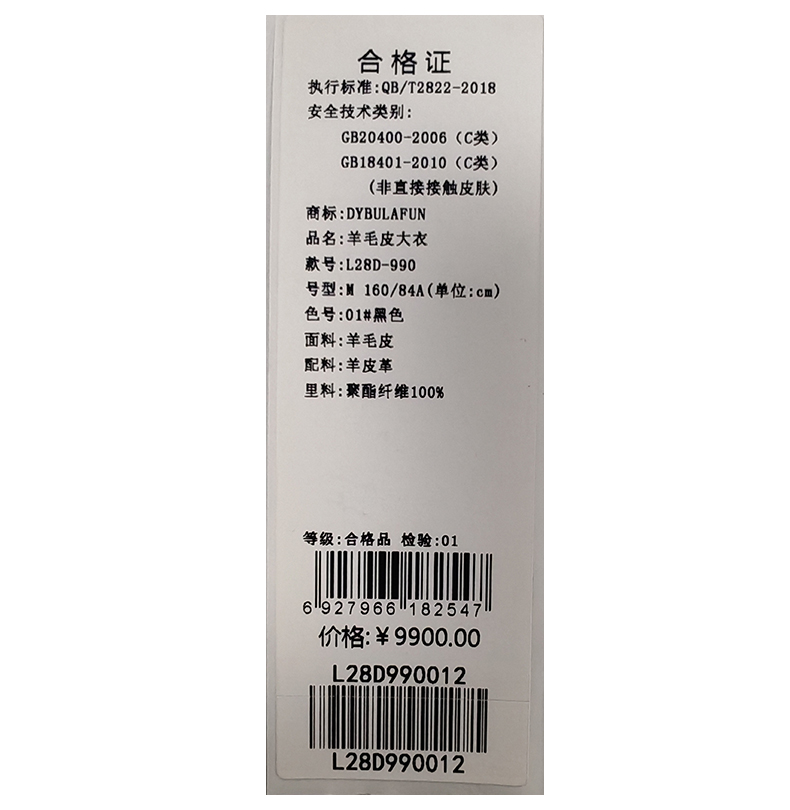 合格证
执行标准:QB/T2822-2018
安全技术类别:
GB20400-2006（C类）
GB18401-2010（C类）
(非直接接触皮肤)
商标:DYBULAFUN
品名:羊毛皮大衣
款号:L28D-990
号型:M 160/84A(单位:cm)
色号:01#黑色
面料:羊毛皮
配料:羊皮革
里料:聚酯纤维100%
等级:合格品 检验:01
6 927966 182547
价格:￥9900.00
L28D990012
L28D990012